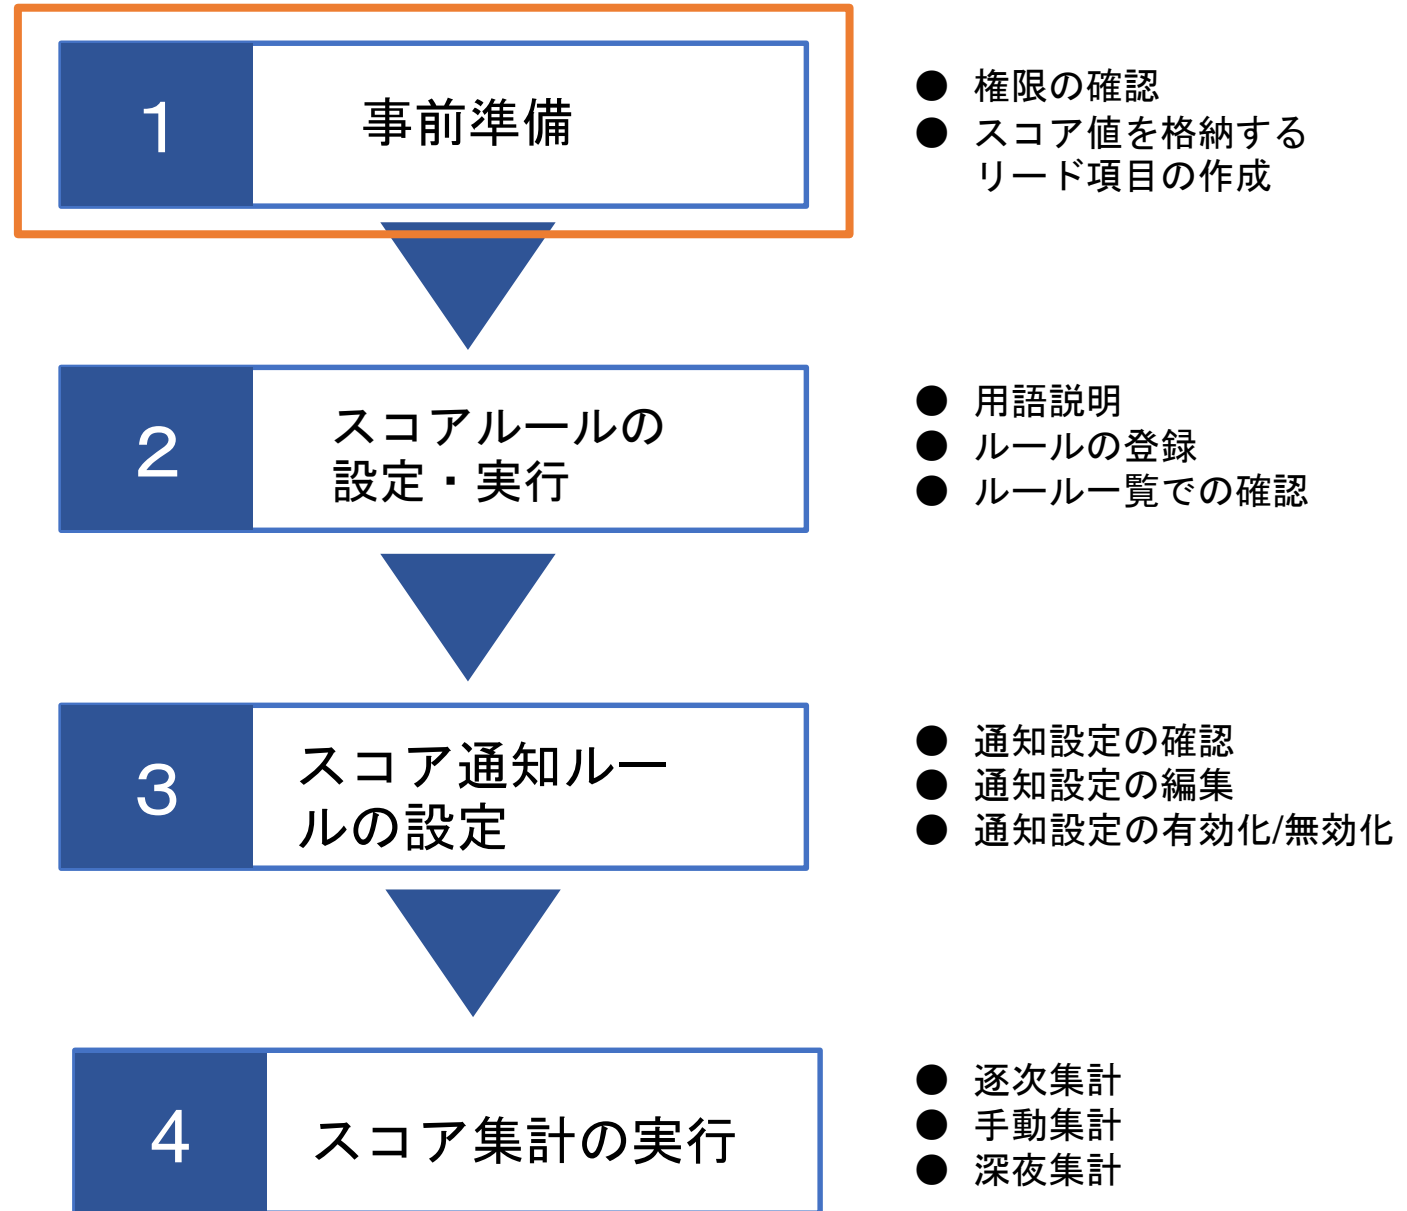 1
事前準備
● 権限の確認
● スコア値を格納する
リード項目の作成
2
スコアルールの
設定・実行
● 用語説明
● ルールの登録
● ルール一覧での確認
3
スコア通知ルー
ルの設定
● 通知設定の確認
● 通知設定の編集
● 通知設定の有効化/無効化
4
スコア集計の実行
● 逐次集計
● 手動集計
● 深夜集計